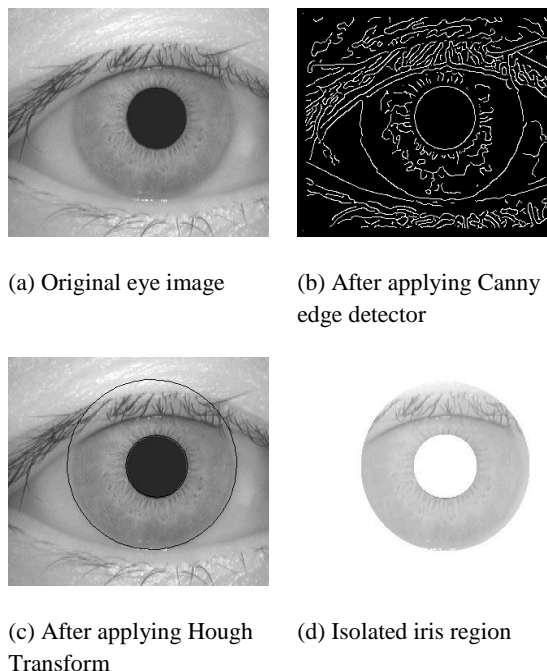 (a) Original eye image
(b) After applying Canny
edge detector
(c) After applying Hough
Transform
(d) Isolated iris region